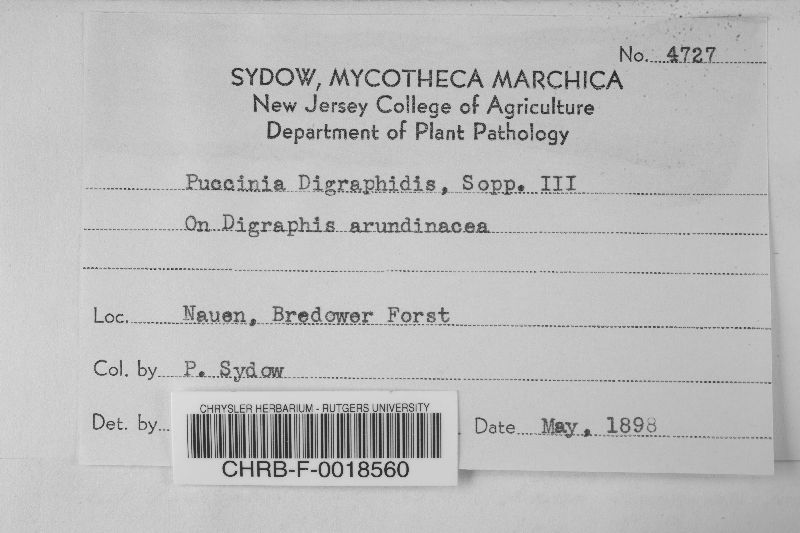 No. 4727
SYDOW, MYCOTHECA MARCHICA
New Jersey College of Agriculture
Department of Plant Pathology
Puccinia Digraphidis, Sopp. III
On Digraphis arundinacea
Loc. Nauen, Bredower Forst
Col. by P. Sydow
Det. by
Date May, 1898
CHRYSLER HERBARIUM - RUTGERS UNIVERSITY
CHRB-F-0018560